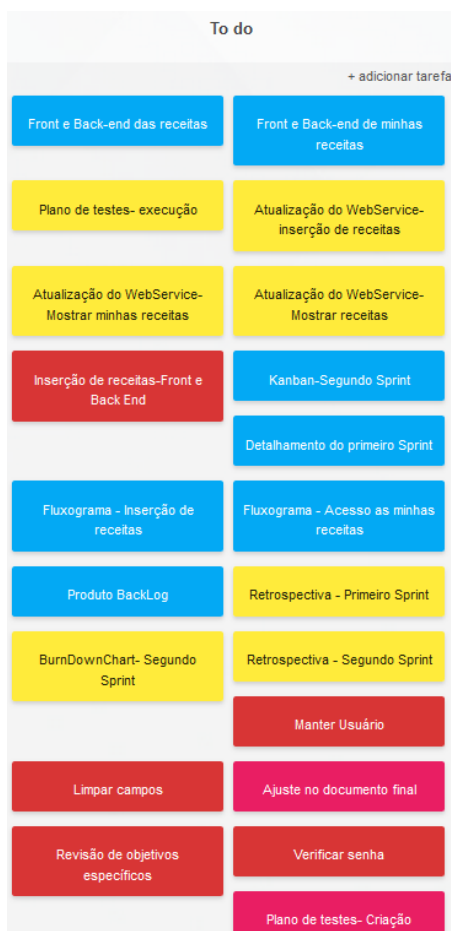 To do
+ adicionar tarefa
Front e Back-end das receitas
Front e Back-end de minhas
receitas
Plano de testes- execução
Atualização do WebService-
inserção de receitas
Atualização do WebService-
Mostrar minhas receitas
Atualização do WebService-
Mostrar receitas
Inserção de receitas-Front e
Back End
Kanban-Segundo Sprint
Detalhamento do primeiro Sprint
Fluxograma - Inserção de
receitas
Fluxograma - Acesso as minhas
receitas
Produto BackLog
Retrospectiva - Primeiro Sprint
BurnDownChart- Segundo
Sprint
Retrospectiva - Segundo Sprint
Manter Usuário
Limpar campos
Ajuste no documento final
Revisão de objetivos
específicos
Verificar senha
Plano de testes- Criação